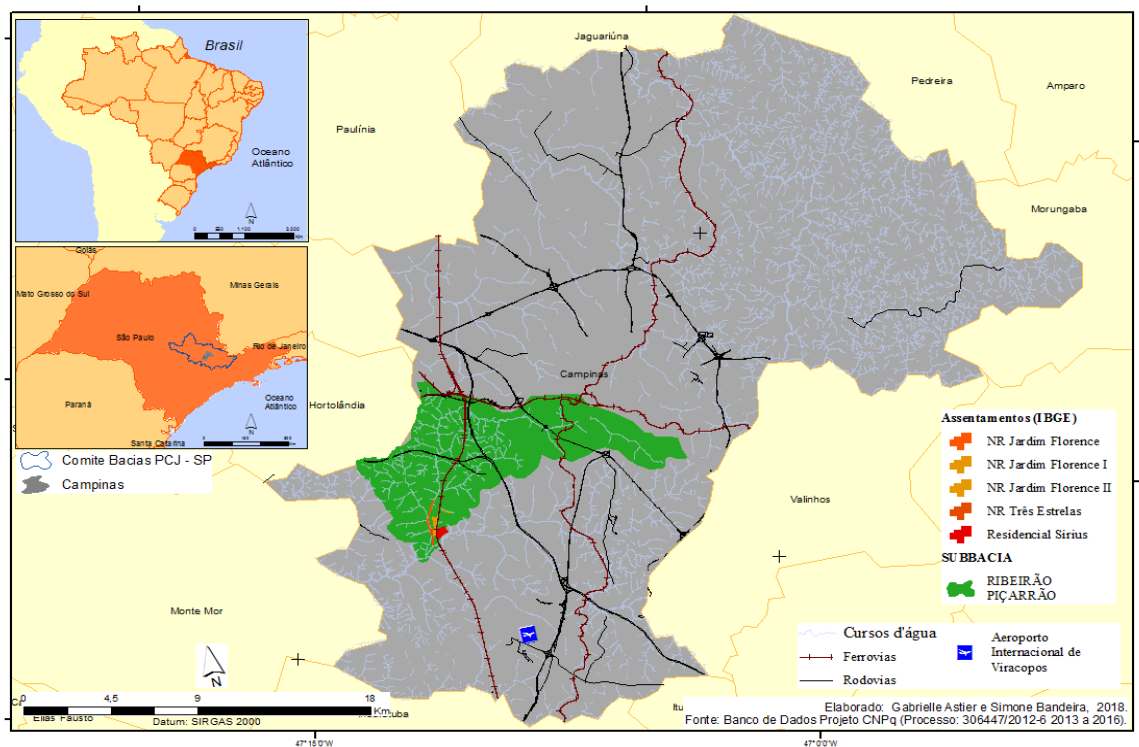 Brasil
Oceano
Atlântico
N
0
1.100
Goiás
Mato Grosso do Sul
Minas Gerais
São Paulo
Rio de Janeiro
Paraná
Oceano
Atlântico
Santa Catarina
N
Comite Bacias PCJ - SP
Campinas
Jaguariúna
Pedreira
Amparo
Paulínia
Morungaba
Campinas
Hortolândia
Valinhos
Monte Mor
Elias Fausto
Assentamentos (IBGE)
NR Jardim Florence
NR Jardim Florence I
NR Jardim Florence II
NR Três Estrelas
Residencial Sirius
SUBBACIA
RIBEIRÃO
PIÇARRÃO
Cursos d'água
Ferrovias
Rodovias
Aeroporto
Internacional de
Viracopos
N
0 4,5 9 18
Km
Datum: SIRGAS 2000
Elaborado: Gabrielle Astier e Simone Bandeira, 2018.
Fonte: Banco de Dados Projeto CNPq (Processo: 306447/2012-6 2013 a 2016).
47°15'0"W
47°0'0"W